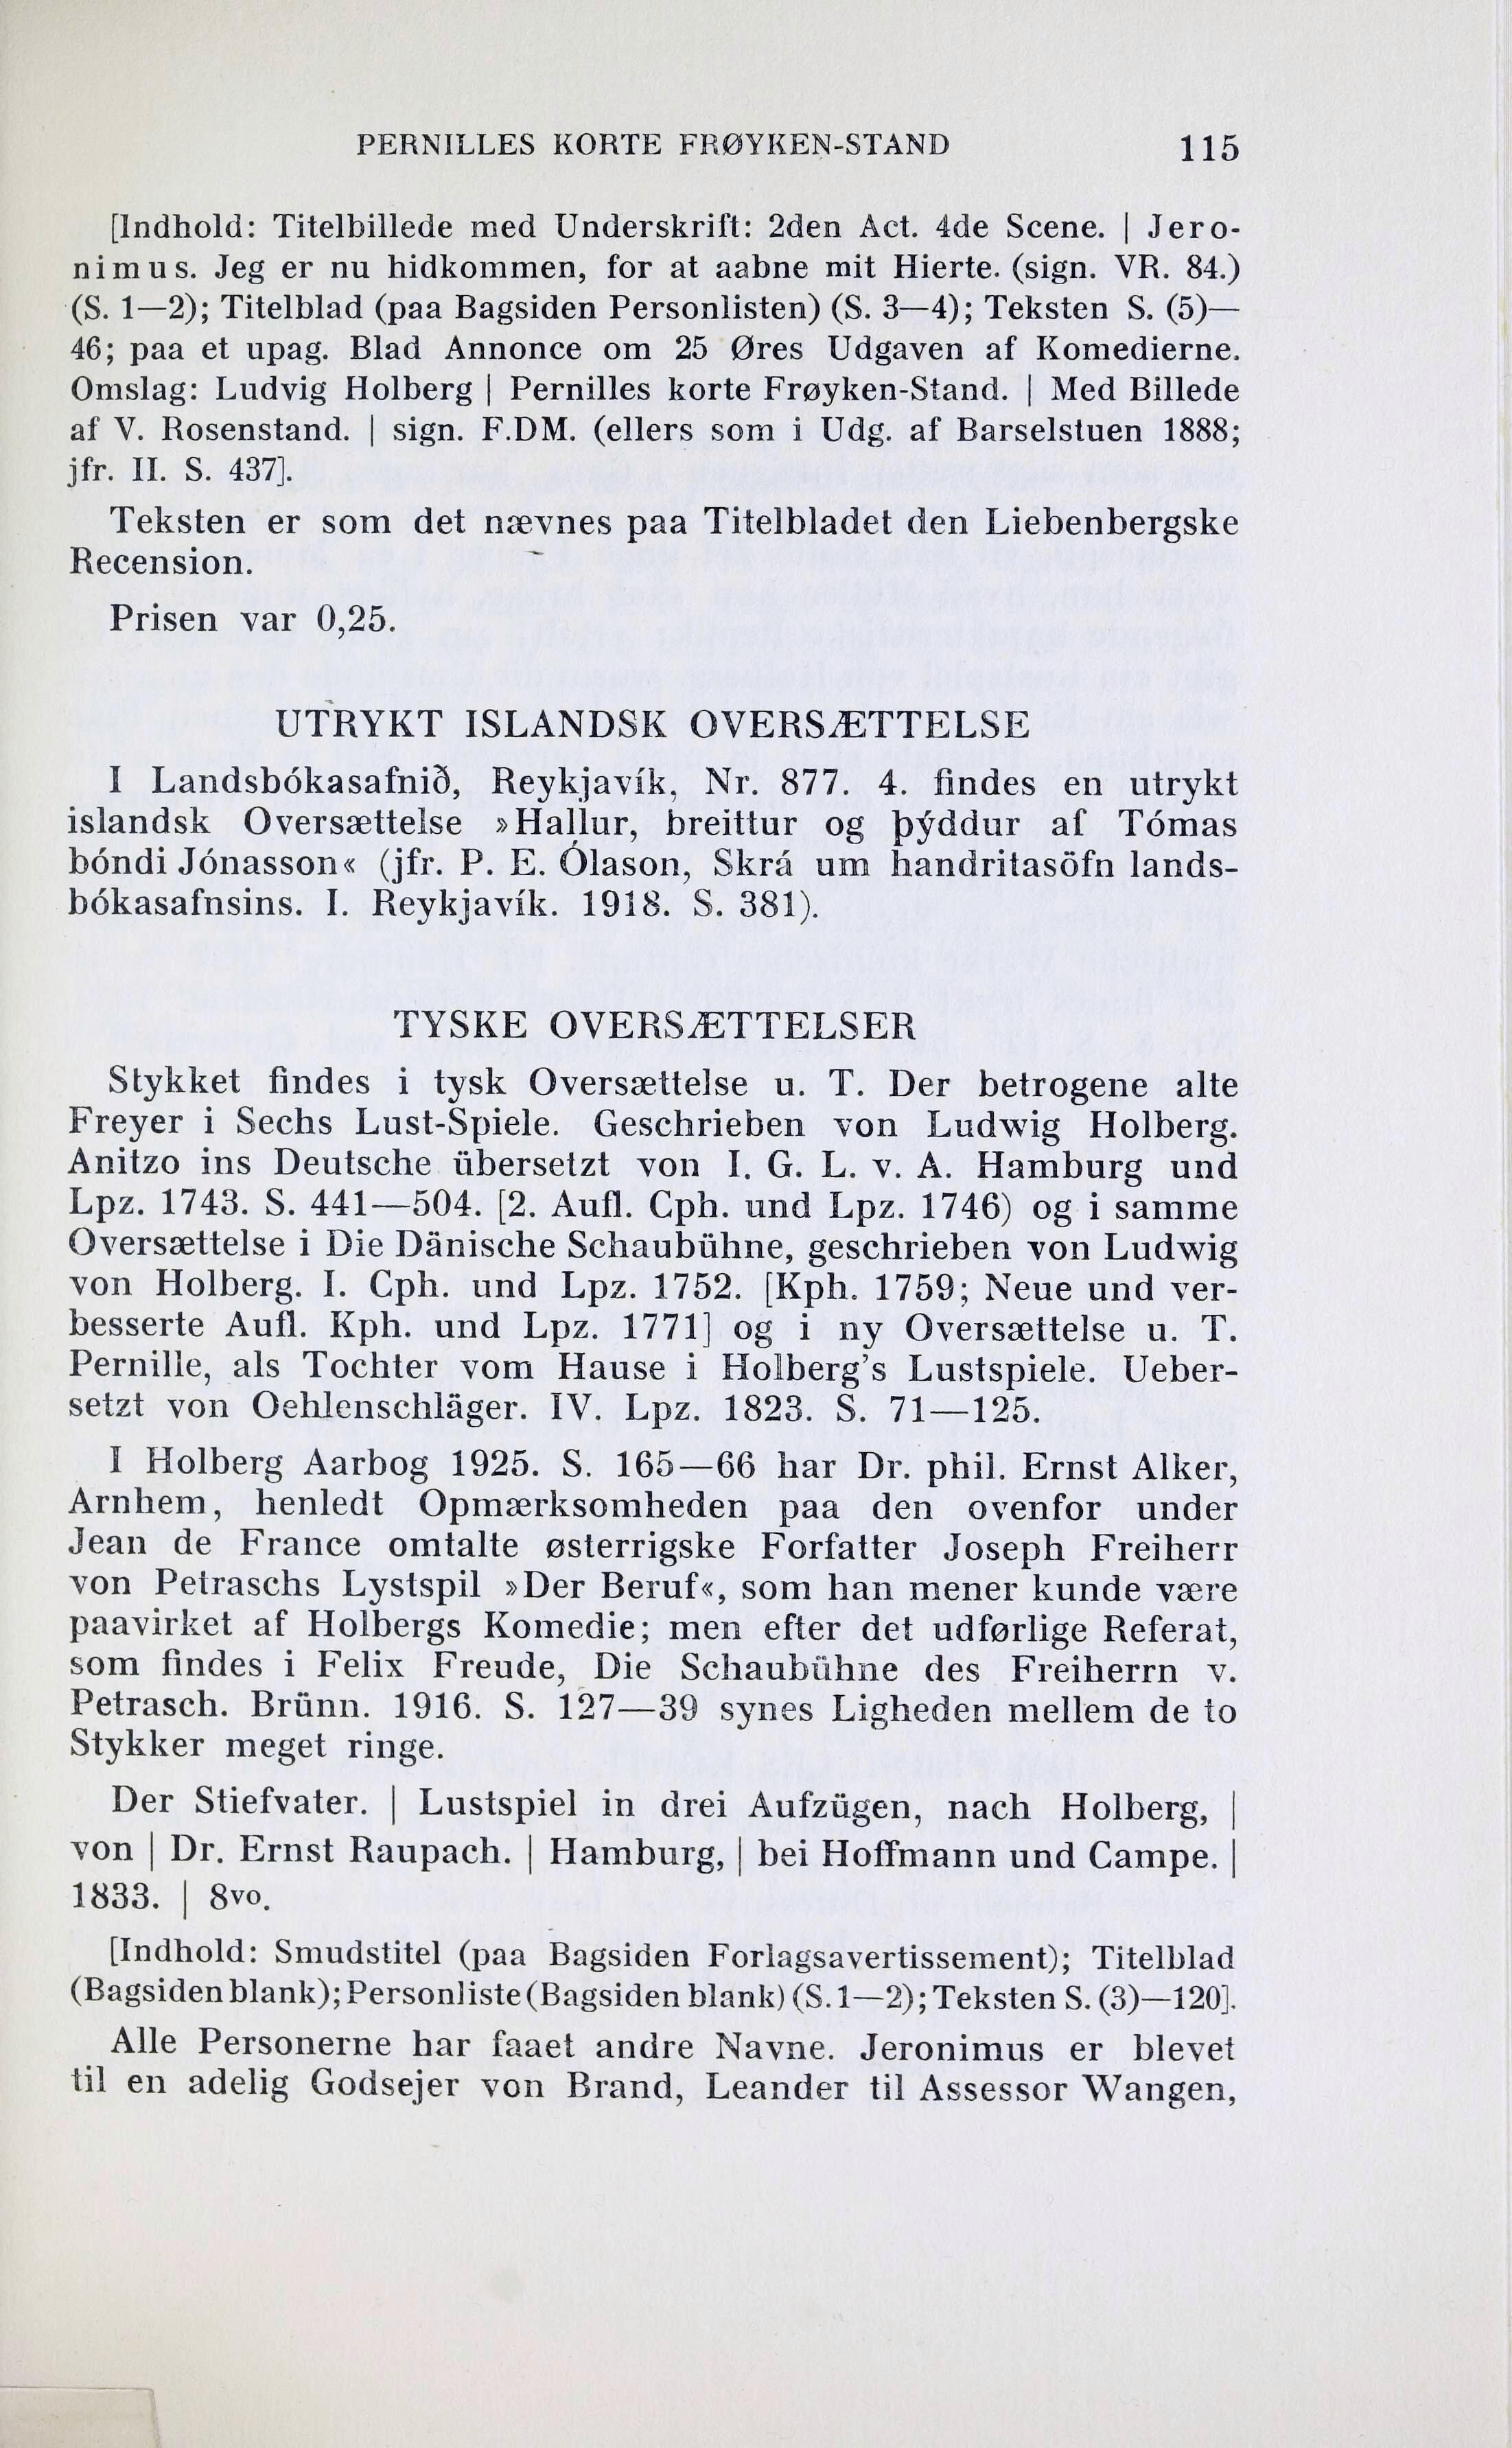 PERNILLES KORTE FRØYKEN-STAND 115
[Indhold: Titelbillede med Underskrift: 2den Act. 4de Scene. | Jero-
nimus. Jeg er nu hidkommen, for at aabne mit Hierte. (sign. VR. 84.)
(S. 1—2); Titelblad (paa Bagsiden Personlisten) (S. 3—4); Teksten S. (5)—
46; paa et upag. Blad Annonce om 25 Øres Udgaven af Komedierne.
Omslag: Ludvig Holberg | Pernilles korte Frøyken-Stand. | Med Billede
af V. Rosenstand. | sign. F.DM. (ellers som i Udg. af Barselstuen 1888;
jfr. II. S. 437].
Teksten er som det nævnes paa Titelbladet den Liebenbergske
Recension.
Prisen var 0,25.
UTRYKT ISLANDSK OVERSÆTTELSE
I Landsbókasafnið, Reykjavík, Nr. 877. 4. findes en utrykt
islandsk Oversættelse »Hallur, breittur og þýddur af Tómas
bóndi Jónasson« (jfr. P. E. Ólason, Skrá um handritasöfn lands-
bókasafnsins. I. Reykjavík. 1918. S. 381).
TYSKE OVERSÆTTELSER
Stykket findes i tysk Oversættelse u. T. Der betrogene alte
Freyer i Sechs Lust-Spiele. Geschrieben von Ludwig Holberg.
Anitzo ins Deutsche übersetzt von I. G. L. v. A. Hamburg und
Lpz. 1743. S. 441—504. [2. Aufl. Cph. und Lpz. 1746) og i samme
Oversættelse i Die Dänische Schaubühne, geschrieben von Ludwig
von Holberg. I. Cph. und Lpz. 1752. [Kph. 1759; Neue und ver-
besserte Aufl. Kph. und Lpz. 1771] og i ny Oversættelse u. T.
Pernille, als Tochter vom Hause i Holberg's Lustspiele. Ueber-
setzt von Oehlenschläger. IV. Lpz. 1823. S. 71—125.
I Holberg Aarbog 1925. S. 165—66 har Dr. phil. Ernst Alker,
Arnhem, henledt Opmærksomheden paa den ovenfor under
Jean de France omtalte østerrigske Forfatter Joseph Freiherr
von Petraschs Lystspil »Der Beruf«, som han mener kunde være
paavirket af Holbergs Komedie; men efter det udførlige Referat,
som findes i Felix Freude, Die Schaubühne des Freiherrn v.
Petrasch. Brünn. 1916. S. 127—39 synes Ligheden mellem de to
Stykker meget ringe.
Der Stiefvater. | Lustspiel in drei Aufzügen, nach Holberg, |
von | Dr. Ernst Raupach. | Hamburg, | bei Hoffmann und Campe. |
1833. | 8vo.
[Indhold: Smudstitel (paa Bagsiden Forlagsavertissement); Titelblad
(Bagsiden blank); Personliste (Bagsiden blank) (S. 1—2); Teksten S. (3)—120].
Alle Personerne har faaet andre Navne. Jeronimus er blevet
til en adelig Godsejer von Brand, Leander til Assessor Wangen,